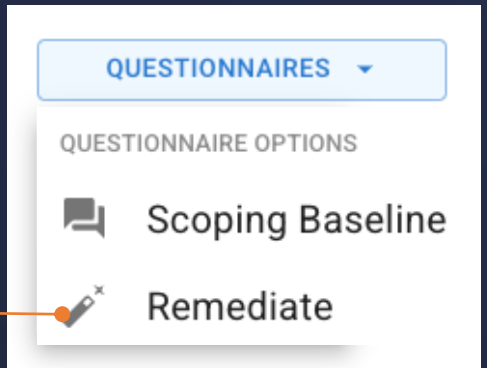 QUESTIONNAIRES
QUESTIONNAIRE OPTIONS
Scoping Baseline
Remediate